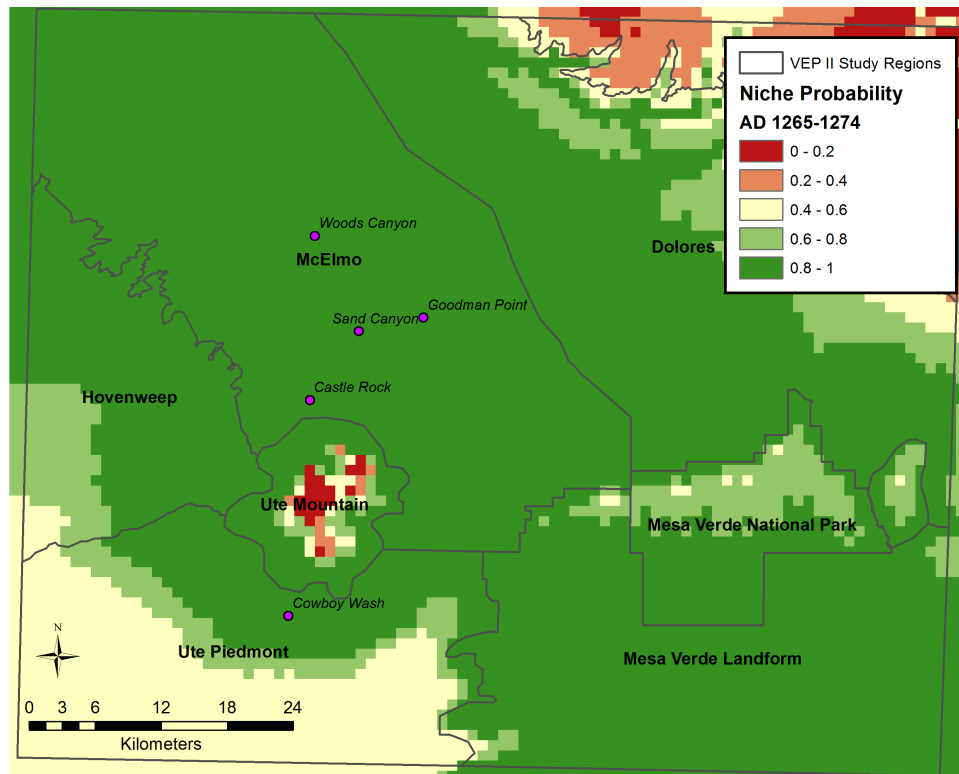 VEP II Study Regions
Niche Probability
AD 1265-1274
0 - 0.2
0.2 - 0.4
0.4 - 0.6
0.6 - 0.8
0.8 - 1
Woods Canyon
McElmo
Dolores
Goodman Point
Sand Canyon
Castle Rock
Hovenweep
Ute Mountain
Mesa Verde National Park
Cowboy Wash
Ute Piedmont
Mesa Verde Landform
0 3 6 12 18 24
Kilometers